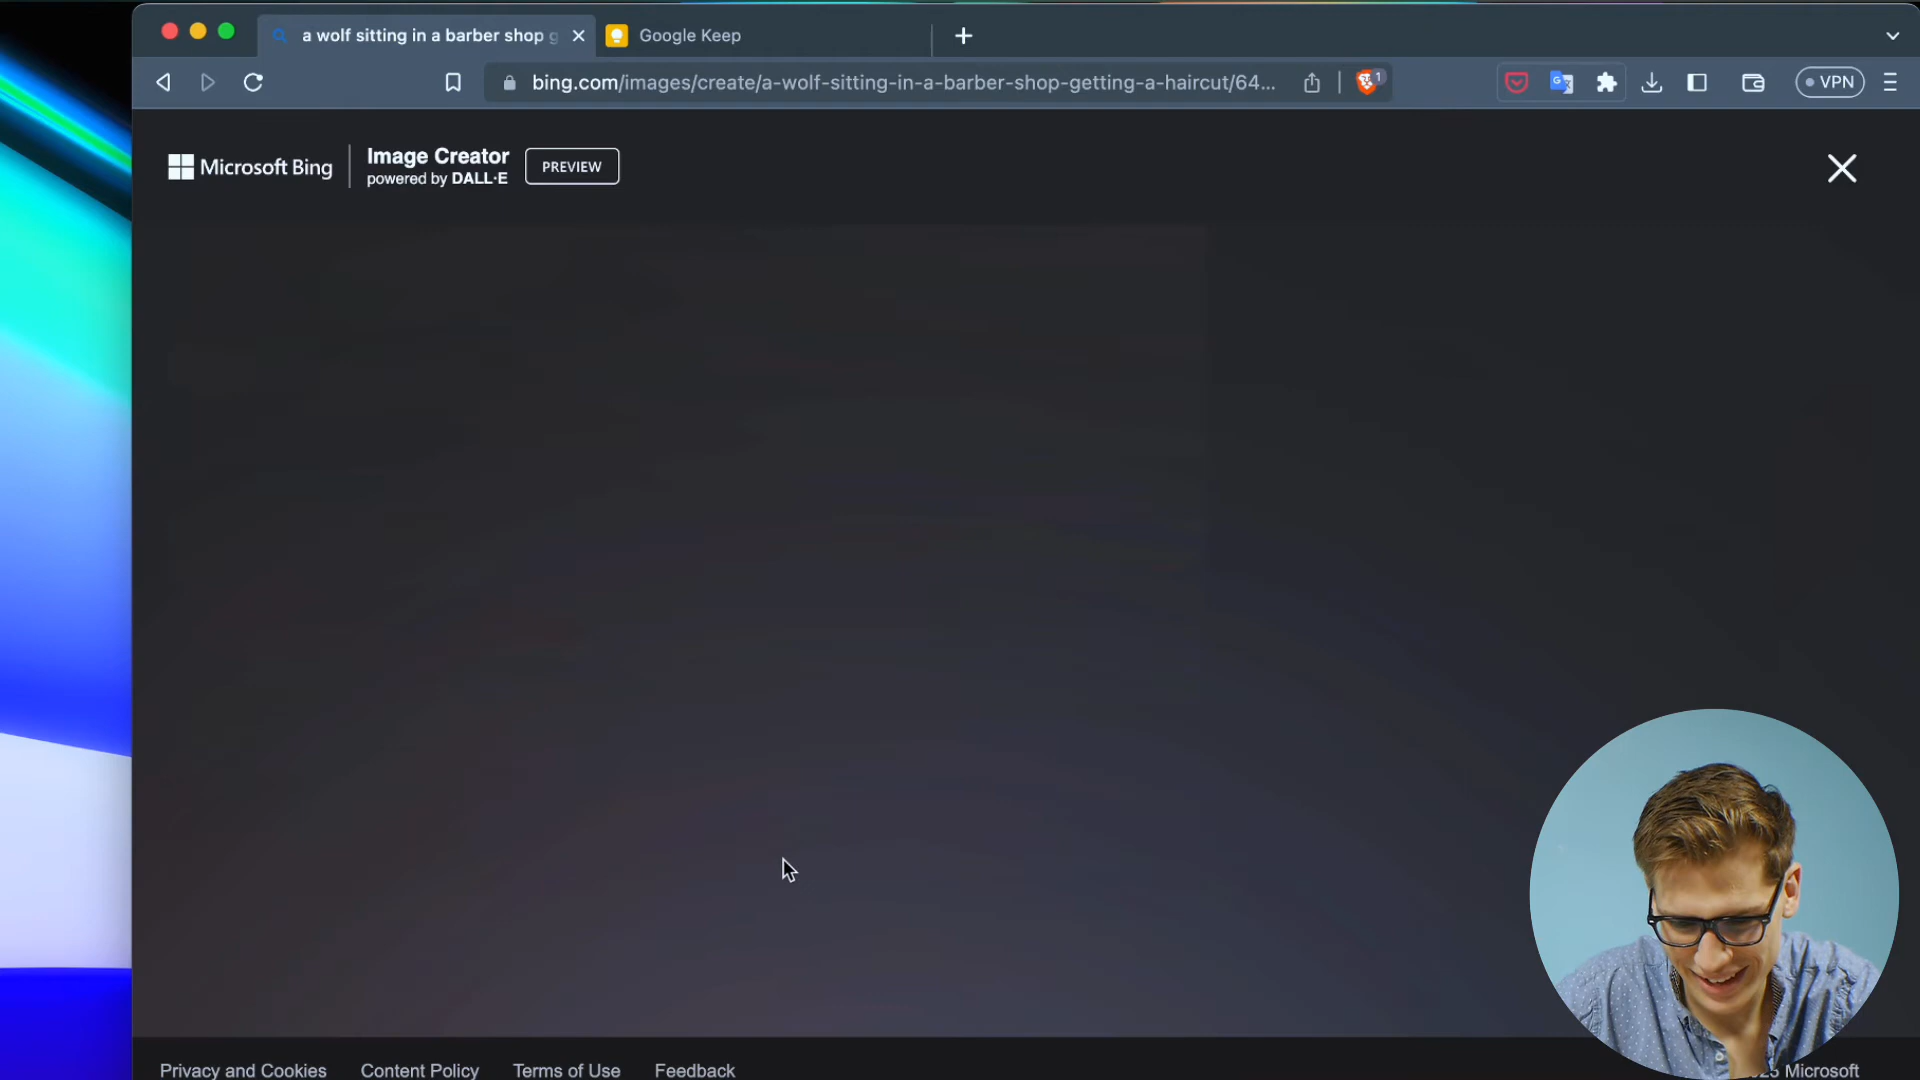 a wolf sitting in a barber shop g
Google Keep
bing.com/images/create/a-wolf-sitting-in-a-barber-shop-getting-a-haircut/64...
1
VPN
Microsoft Bing
Image Creator
powered by DALL·E
PREVIEW
Privacy and Cookies
Content Policy
Terms of Use
Feedback
Microsoft